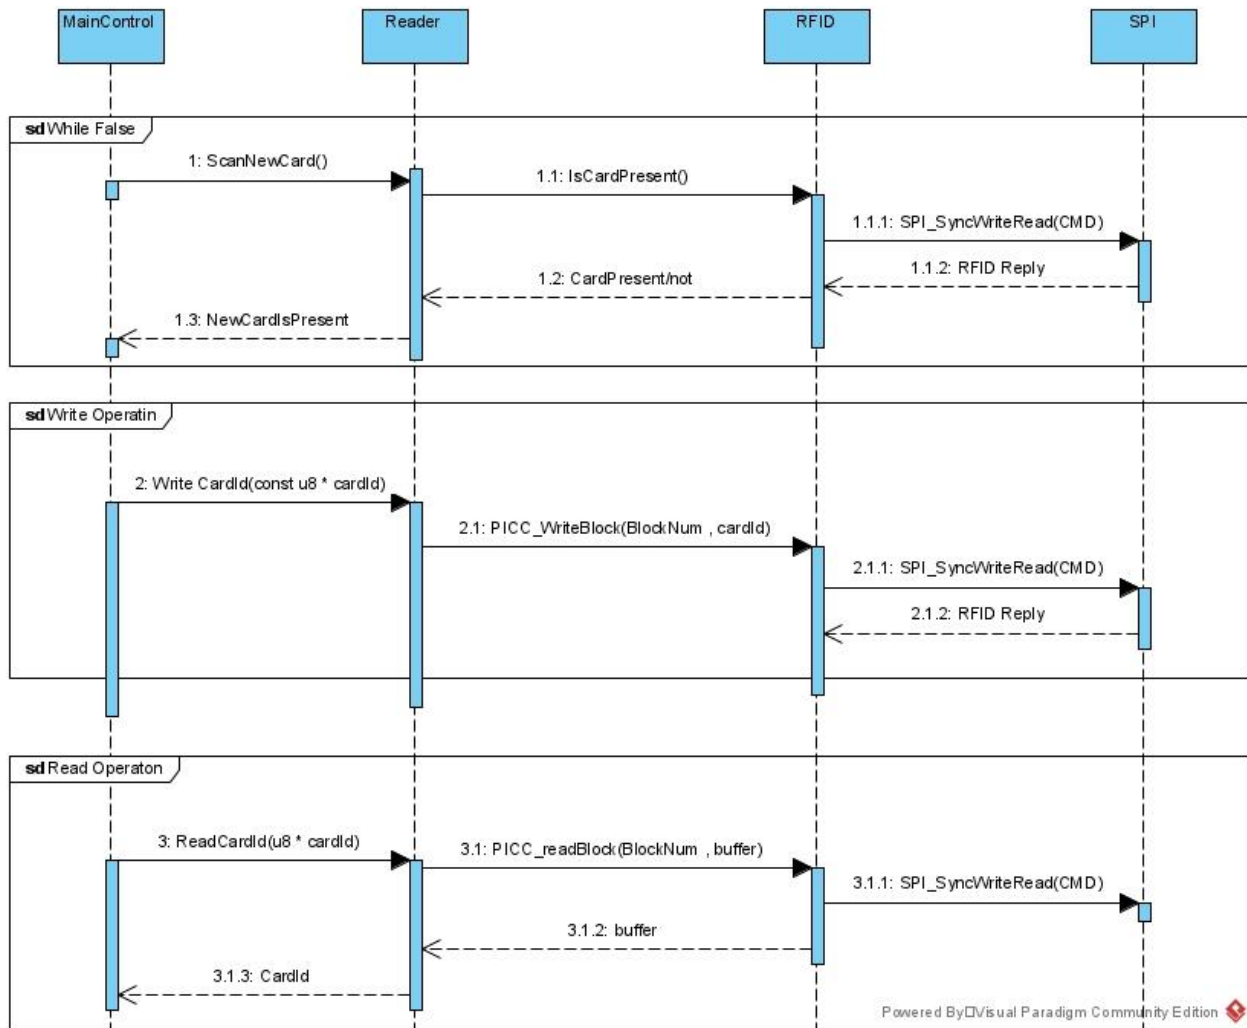 MainControl
Reader
RFID
SPI
sd While False
1: ScanNewCard()
1.1: IsCardPresent()
1.1.1: SPI_SyncWriteRead(CMD)
1.1.2: RFID Reply
1.2: CardPresent/not
1.3: NewCardIsPresent
sd Write Operatin
2: Write CardId(const u8 * cardId)
2.1: PICC_WriteBlock(BlockNum , cardId)
2.1.1: SPI_SyncWriteRead(CMD)
2.1.2: RFID Reply
sd Read Operaton
3: ReadCardId(u8 * cardId)
3.1: PICC_readBlock(BlockNum , buffer)
3.1.1: SPI_SyncWriteRead(CMD)
3.1.2: buffer
3.1.3: CardId
Powered By□Visual Paradigm Community Edition